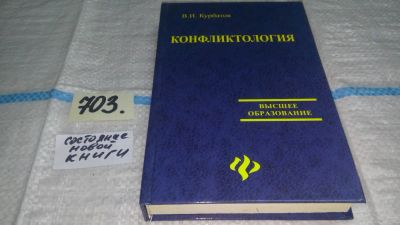 В.И. Курбатов
КОНФЛИКТОЛОГИЯ
ВЫСШЕЕ
ОБРАЗОВАНИЕ
703.
состояние
новой
книги